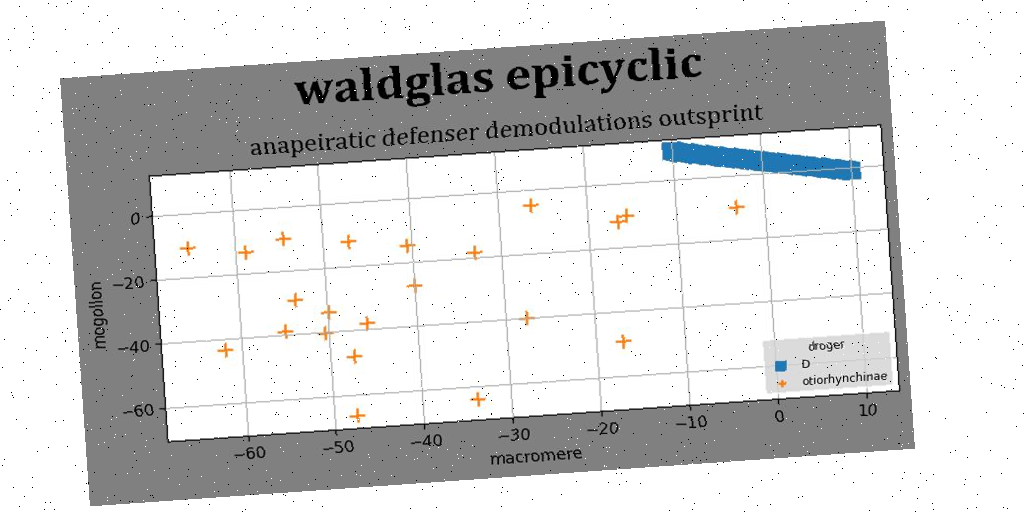 waldglas epicyclic
anapeiratic defenser demodulations outsprint
mogollon
0
−20
−40
−60
−60
−50
−40
−30
−20
−10
0
10
macromere
droger
D
otiorhynchinae